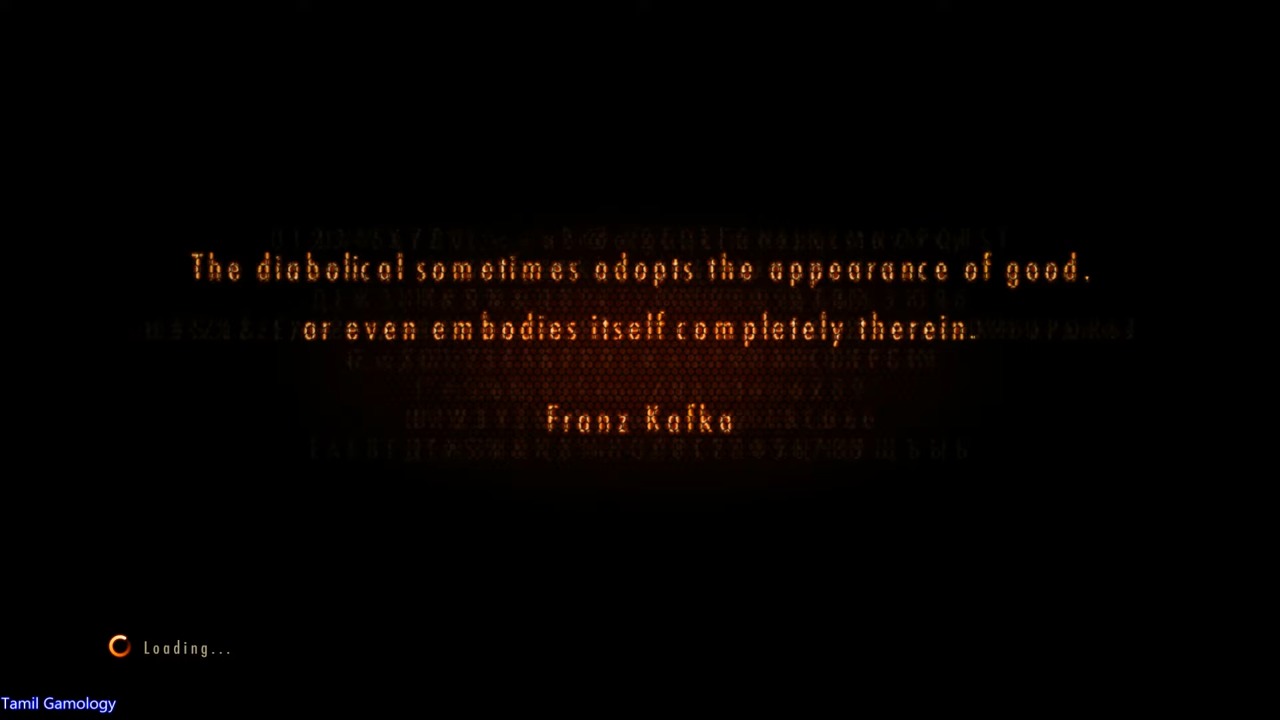 The diabolical sometimes adopts the appearance of good.
or even embodies itself completely therein.
Franz Kafka
Loading...
Tamil Gamology